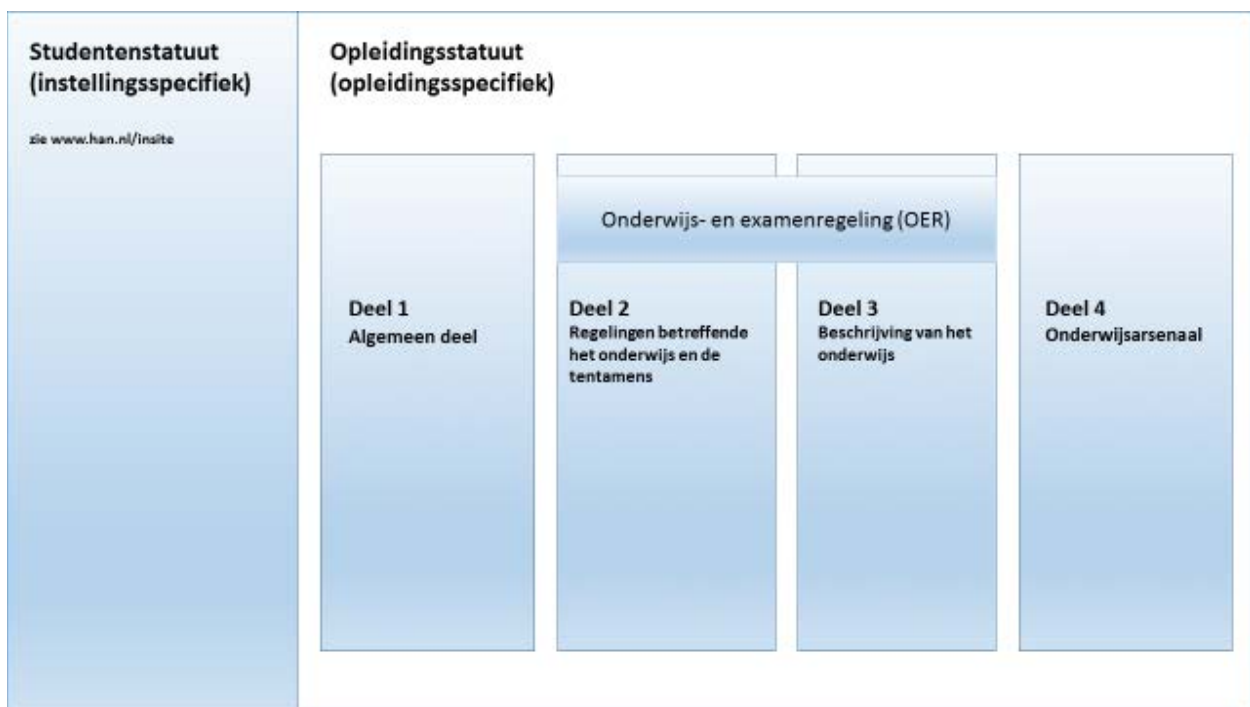 Studentenstatuut
(instellingsspecifiek)
zie www.han.nl/insite
Opleidingsstatuut
(opleidingsspecifiek)
Onderwijs- en examenregeling (OER)
Deel 1
Algemeen deel
Deel 2
Regelingen betreffende
het onderwijs en de
tentamens
Deel 3
Beschrijving van het
onderwijs
Deel 4
Onderwijsarsenaal